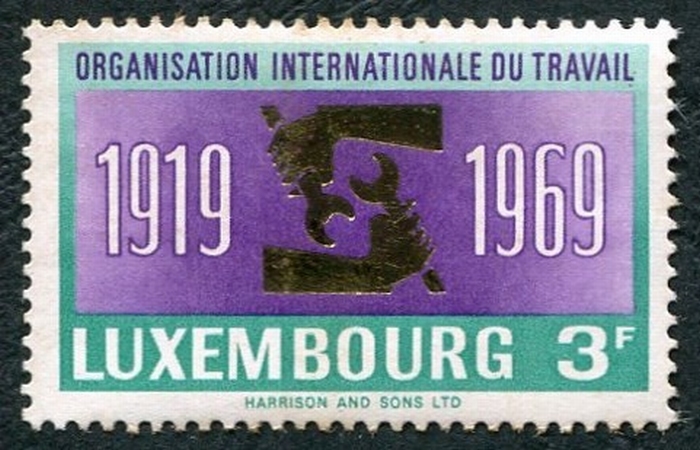 ORGANISATION INTERNATIONALE DU TRAVAIL
1919 1969
LUXEMBOURG 3F
HARRISON AND SONS LTD